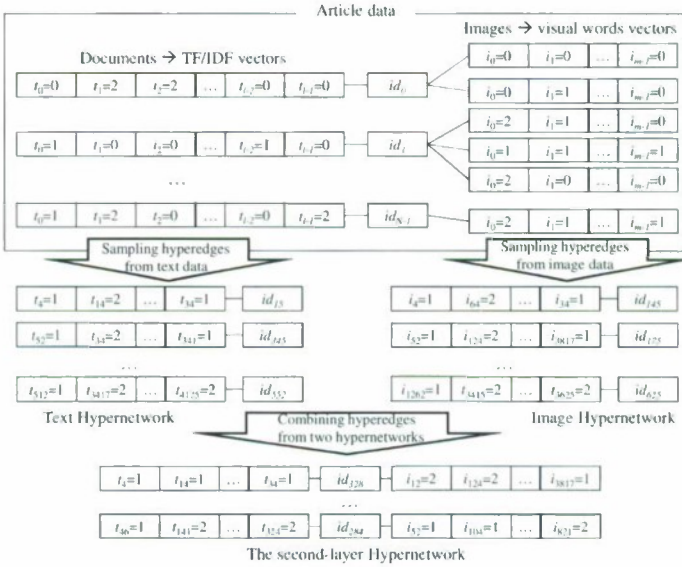 Article data
Images → visual words vectors
Documents → TF/IDF vectors
i0=0 i1=0 … im-1=0
t0=0 t1=2 t2=2 … tl-2=0 tl-1=0 id0
i0=0 i1=1 … im-1=0
i0=2 i1=1 … im-1=0
t0=1 t1=0 t2=0 … tl-2=1 tl-1=0 id1
i0=1 i1=1 … im-1=1
i0=2 i1=0 … im-1=0
…
t0=1 t1=2 t2=0 … tl-2=0 tl-1=2 idN-1
i0=2 i1=1 … im-1=1
Sampling hyperedges
from text data
Sampling hyperedges
from image data
t4=1 t14=2 … t34=1 id15
i4=1 i64=2 … i34=1 id145
t52=1 t34=2 … t341=1 id345
i52=1 i124=2 … i3817=1 id175
…
…
t512=1 t3417=2 … t4125=2 id552
i1262=1 t3415=2 … t3625=2 id625
Text Hypernetwork
Image Hypernetwork
Combining hyperedges
from two hypernetworks
t4=1 t14=1 … t34=1 id128 i12=2 i124=2 … i3817=1
…
t46=1 t141=2 … t324=2 id284 i52=1 i104=1 … i821=2
The second-layer Hypernetwork